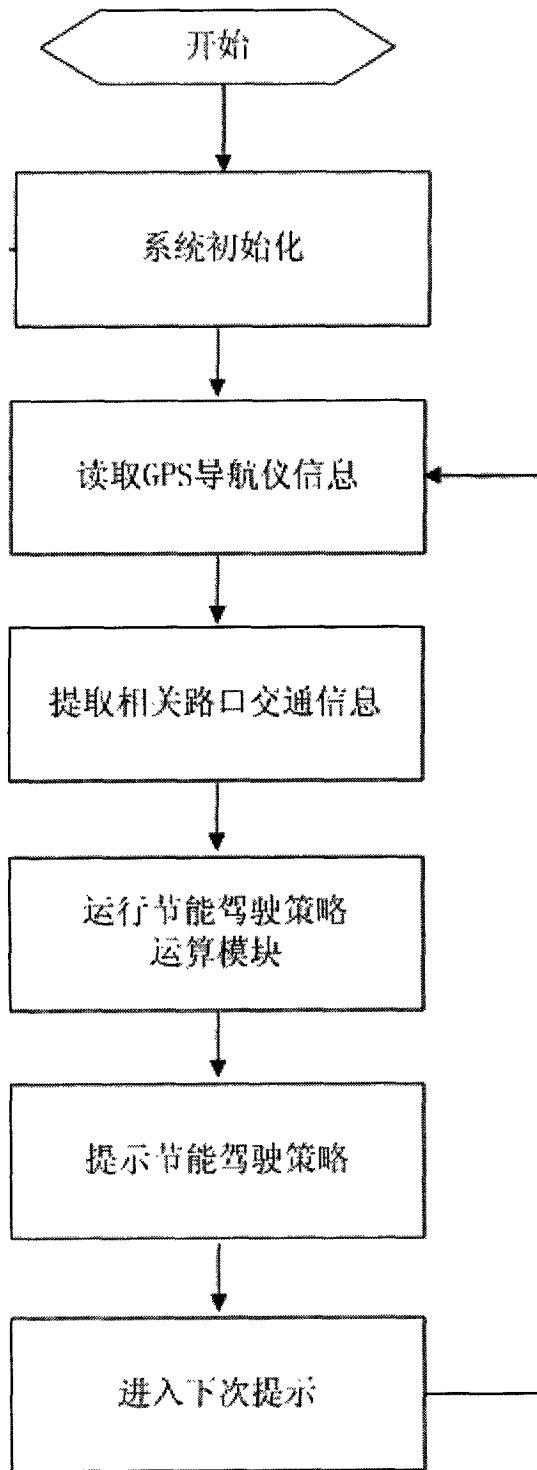 开始
系统初始化
读取GPS导航仪信息
提取相关路口交通信息
运行节能驾驶策略
运算模块
提示节能驾驶策略
进入下次提示